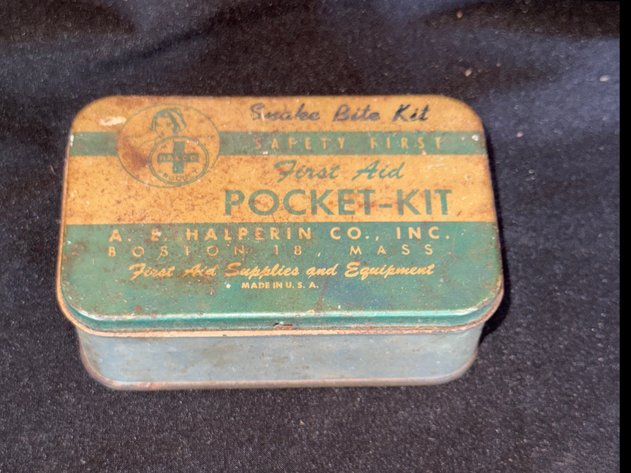 Snake Bite Kit
SAFETY FIRST
HALCO
First Aid
POCKET-KIT
A. E. HALPERIN CO., INC.
BOSTON 18, MASS
First Aid Supplies and Equipment
MADE IN U. S. A.